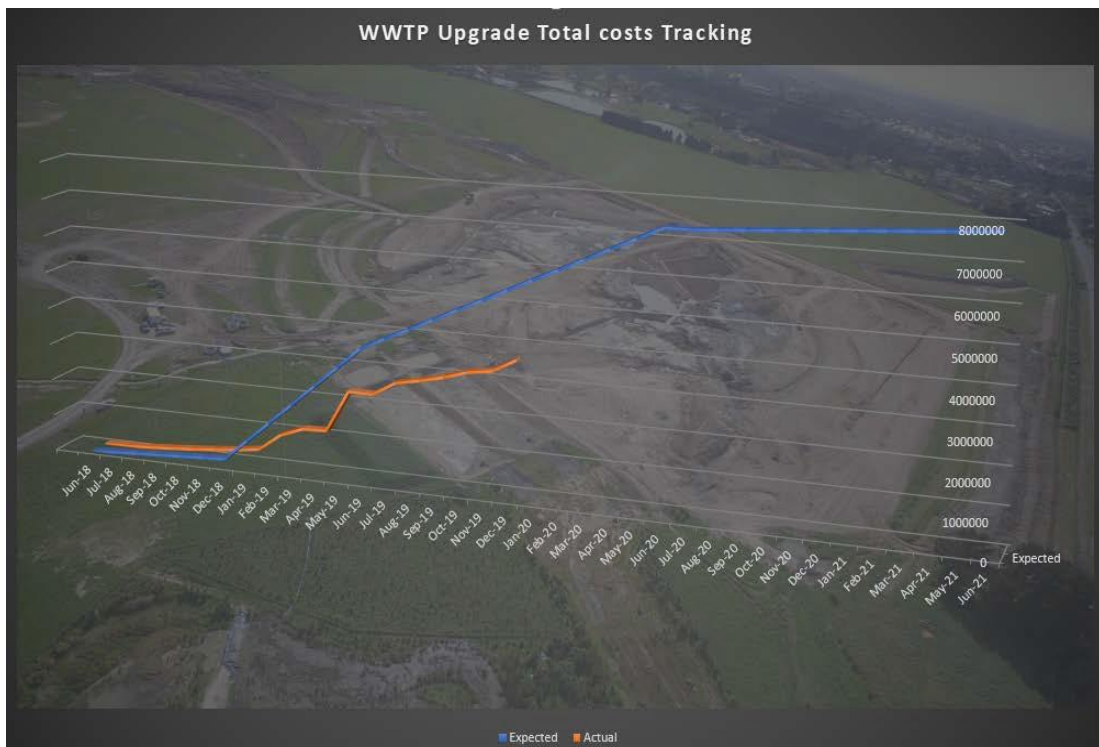 WWTP Upgrade Total costs Tracking
8000000
7000000
6000000
5000000
4000000
3000000
2000000
1000000
0
Expected
Jun-18
Jul-18
Aug-18
Sep-18
Oct-18
Nov-18
Dec-18
Jan-19
Feb-19
Mar-19
Apr-19
May-19
Jun-19
Jul-19
Aug-19
Sep-19
Oct-19
Nov-19
Dec-19
Jan-20
Feb-20
Mar-20
Apr-20
May-20
Jun-20
Jul-20
Aug-20
Sep-20
Oct-20
Nov-20
Dec-20
Jan-21
Feb-21
Mar-21
Apr-21
May-21
Jun-21
Expected
Actual